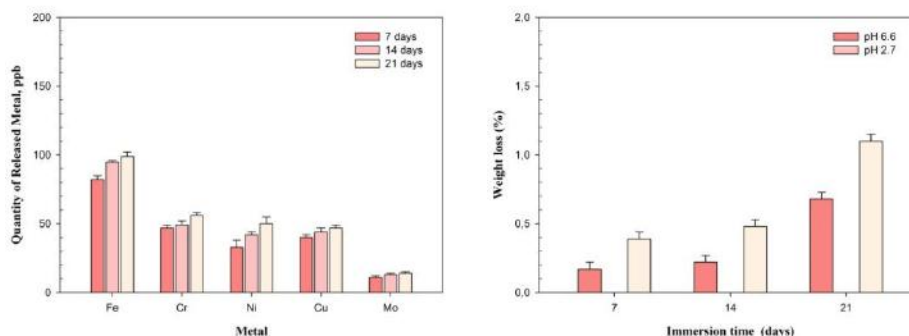 200
150
100
50
0
Quantity of Released Metal, ppb
7 days
14 days
21 days
Fe Cr Ni Cu Mo
Metal
2,0
1,5
1,0
0,5
0,0
Weight loss (%)
pH 6.6
pH 2.7
7 14 21
Immersion time (days)